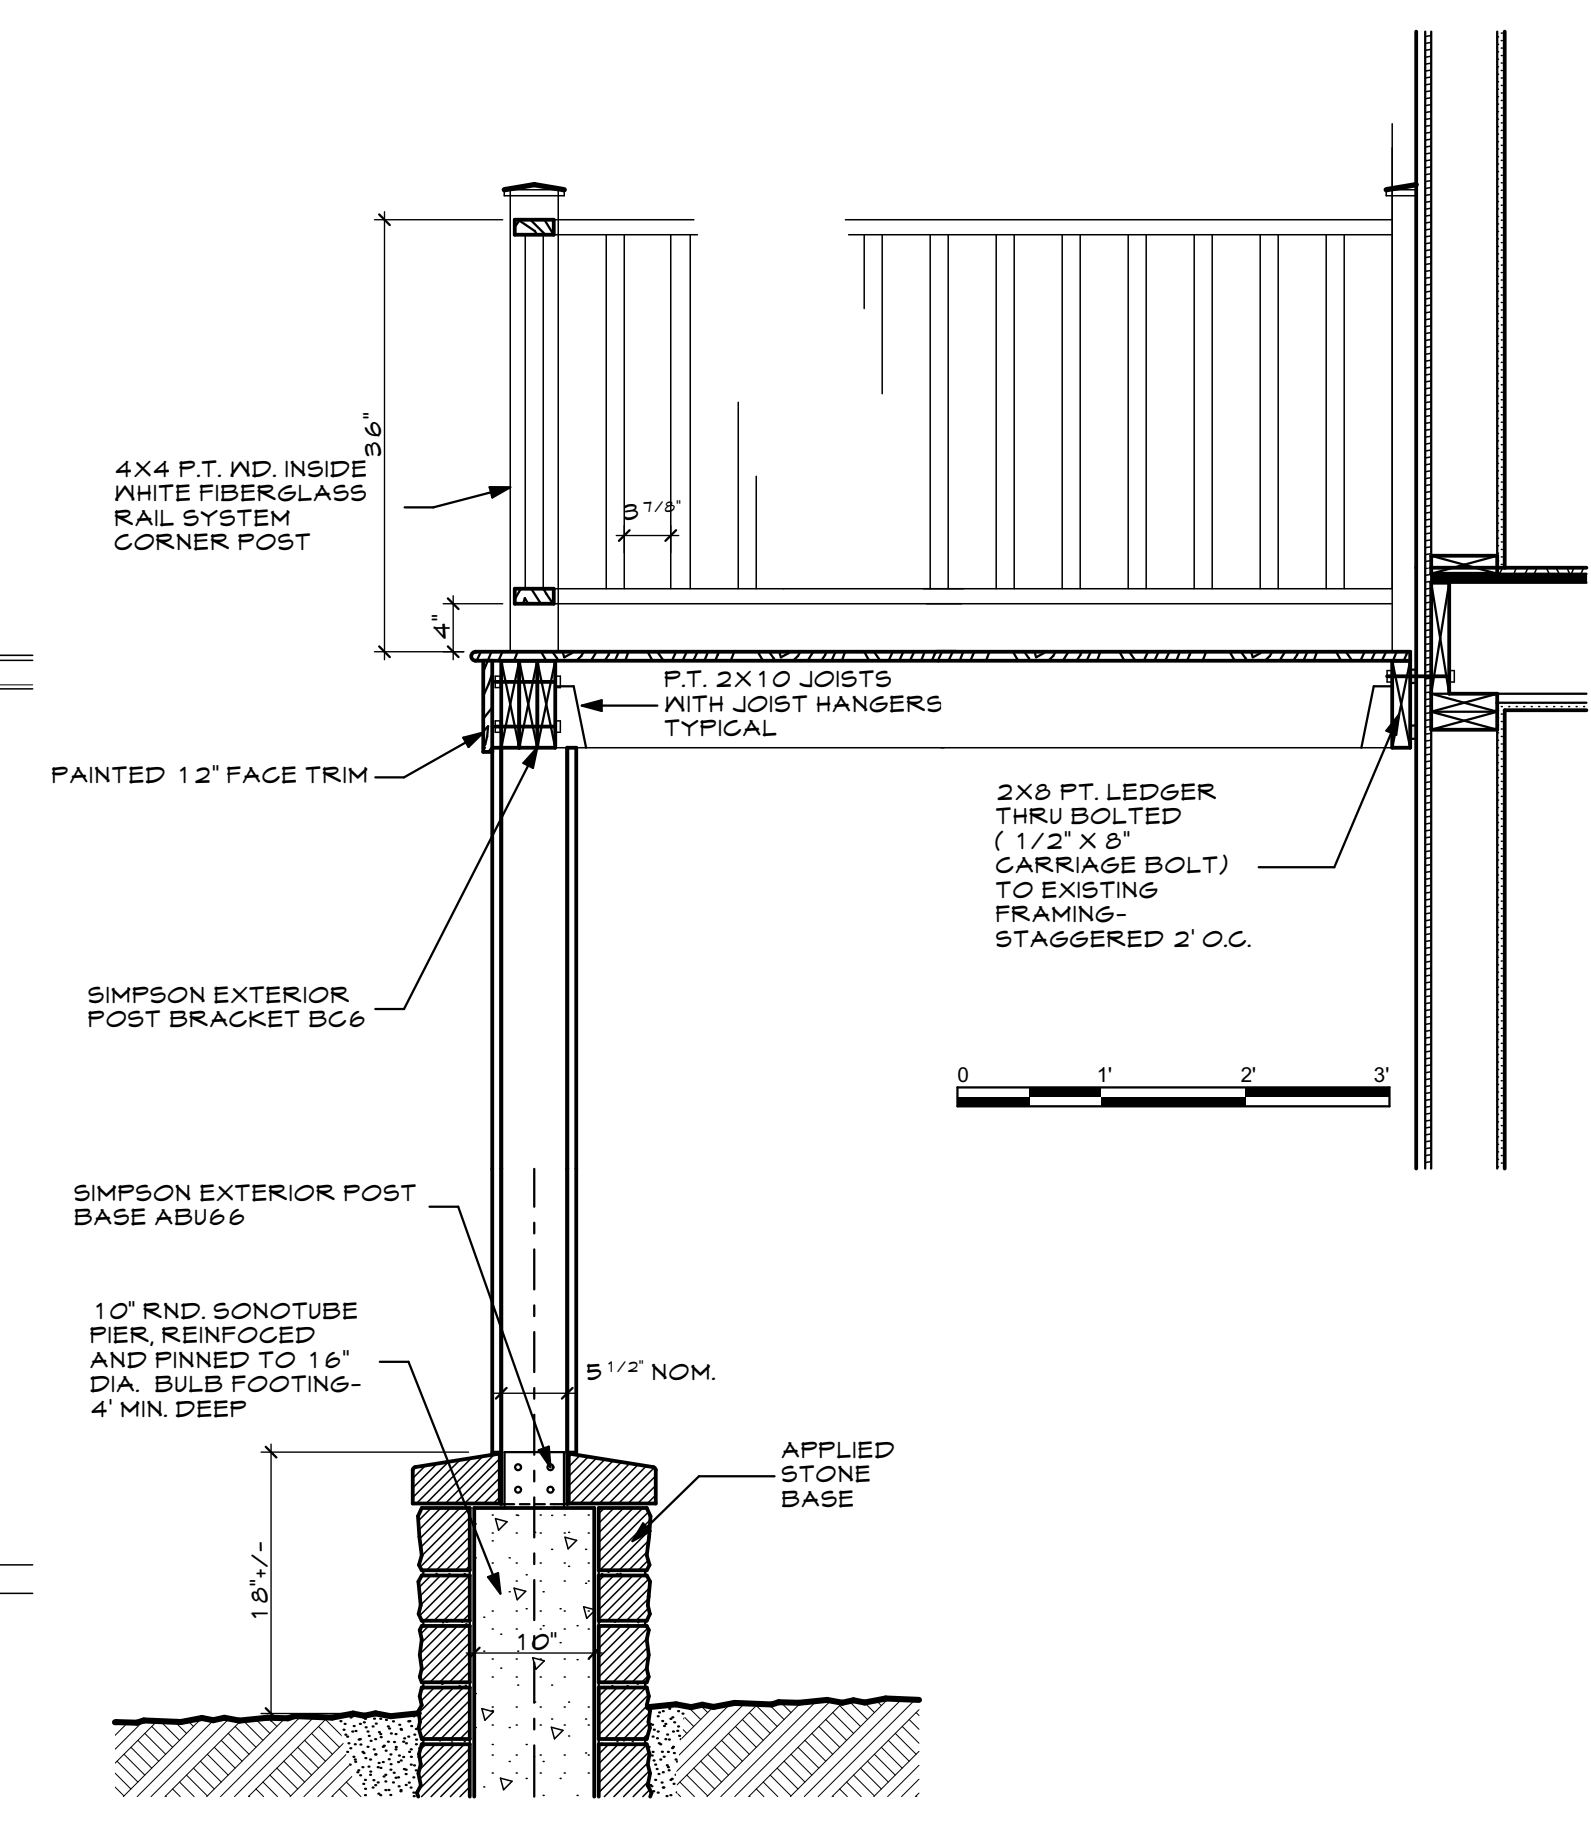 36"
4X4 P.T. WD. INSIDE
WHITE FIBERGLASS
RAIL SYSTEM
CORNER POST
3 7/8"
4"
P.T. 2X10 JOISTS
WITH JOIST HANGERS
TYPICAL
PAINTED 12" FACE TRIM
2X8 PT. LEDGER
THRU BOLTED
( 1/2" X 8"
CARRIAGE BOLT)
TO EXISTING
FRAMING-
STAGGERED 2' O.C.
SIMPSON EXTERIOR
POST BRACKET BC6
0 1' 2' 3'
SIMPSON EXTERIOR POST
BASE ABU66
10" RND. SONOTUBE
PIER, REINFOCED
AND PINNED TO 16"
DIA. BULB FOOTING-
4' MIN. DEEP
5 1/2" NOM.
APPLIED
STONE
BASE
18"+/-
10"